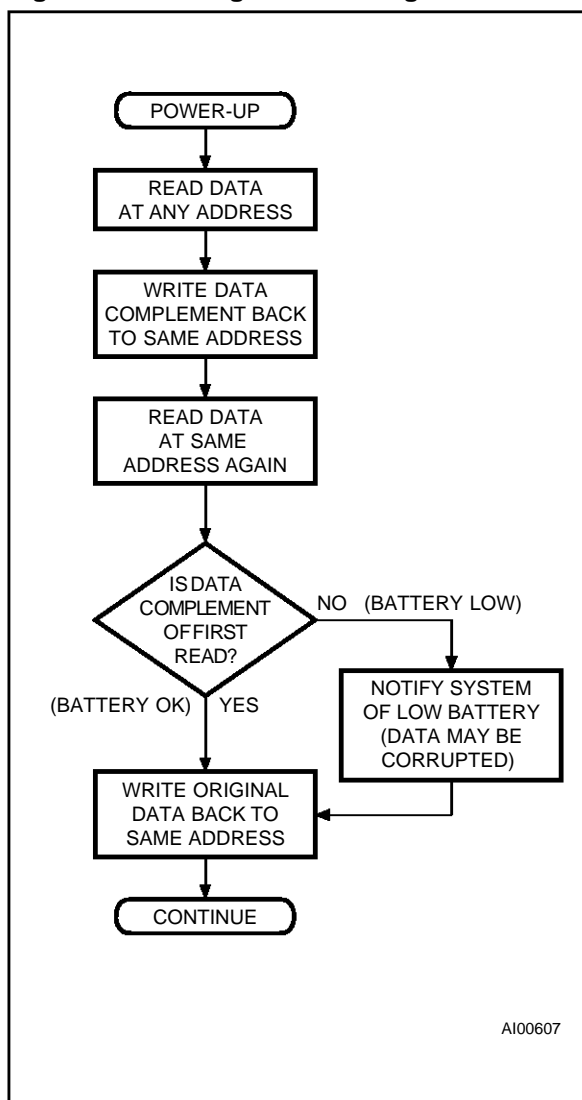 POWER-UP
READ DATA
AT ANY ADDRESS
WRITE DATA
COMPLEMENT BACK
TO SAME ADDRESS
READ DATA
AT SAME
ADDRESS AGAIN
IS DATA
COMPLEMENT
OF FIRST
READ?
NO (BATTERY LOW)
(BATTERY OK) YES
NOTIFY SYSTEM
OF LOW BATTERY
(DATA MAY BE
CORRUPTED)
WRITE ORIGINAL
DATA BACK TO
SAME ADDRESS
CONTINUE
AI00607